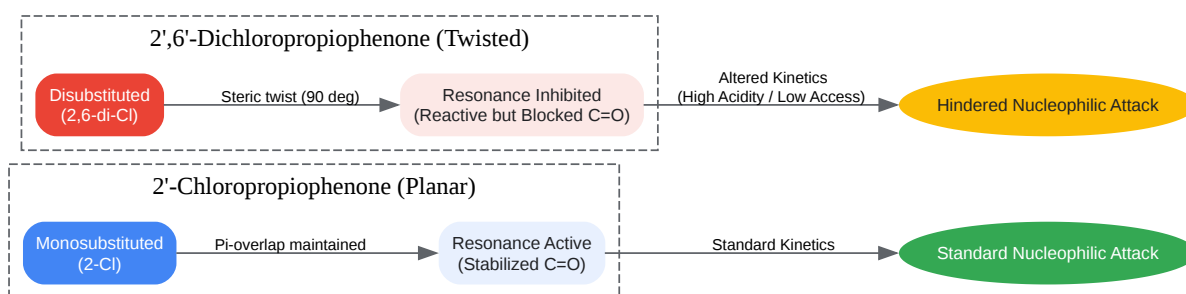 2',6'-Dichloropropiophenone (Twisted)
Disubstituted
(2,6-di-Cl)
Steric twist (90 deg)
Resonance Inhibited
(Reactive but Blocked C=O)
Altered Kinetics
(High Acidity / Low Access)
Hindered Nucleophilic Attack
2'-Chloropropiophenone (Planar)
Monosubstituted
(2-Cl)
Pi-overlap maintained
Resonance Active
(Stabilized C=O)
Standard Kinetics
Standard Nucleophilic Attack